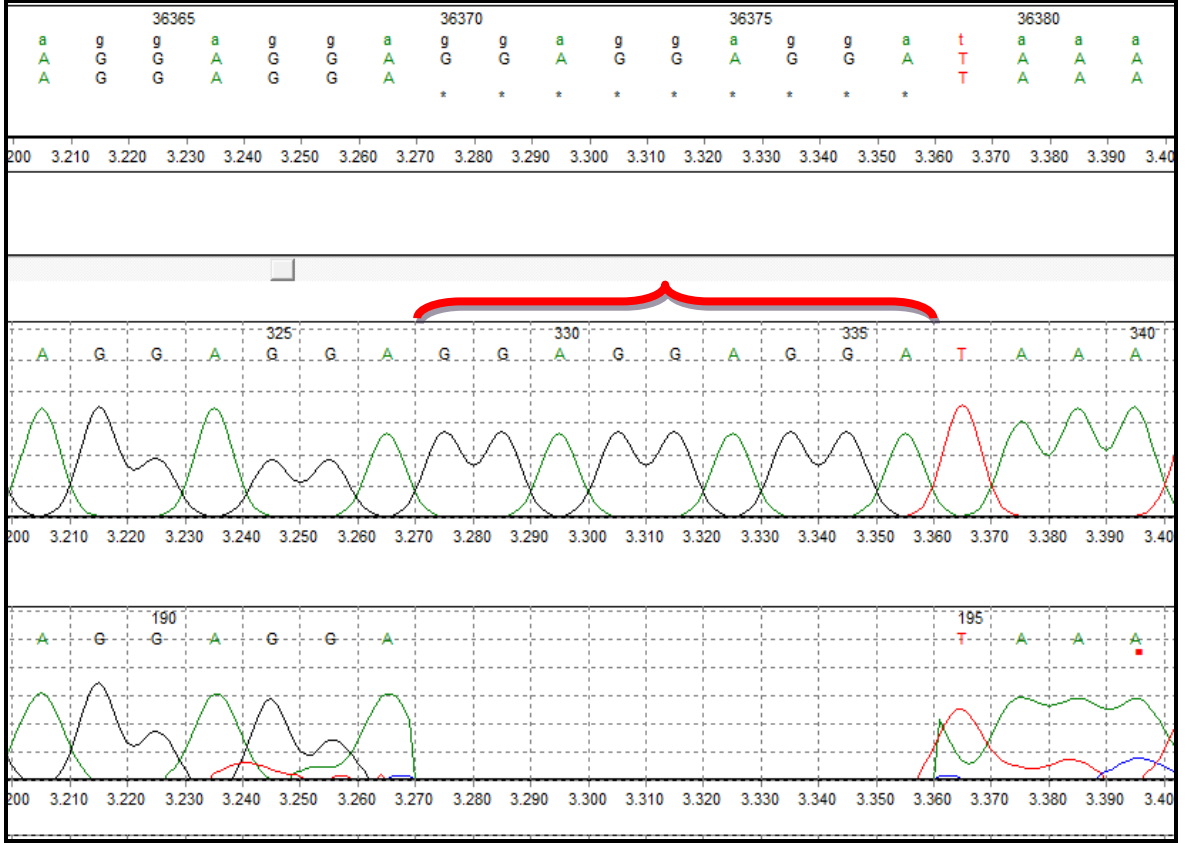 36365 36370 36375 36380
a g g a g g a g g a g g a g g a t a a a
A G G A G G A G G A G G A G G A T A A A
A G G A G G A T A A A
* * * * * * * * *
200 3.210 3.220 3.230 3.240 3.250 3.260 3.270 3.280 3.290 3.300 3.310 3.320 3.330 3.340 3.350 3.360 3.370 3.380 3.390 3.40
325 330 335 340
A G G A G G A G G A G G A G G A T A A A
200 3.210 3.220 3.230 3.240 3.250 3.260 3.270 3.280 3.290 3.300 3.310 3.320 3.330 3.340 3.350 3.360 3.370 3.380 3.390 3.40
190 195
A G G A G G A T A A A
200 3.210 3.220 3.230 3.240 3.250 3.260 3.270 3.280 3.290 3.300 3.310 3.320 3.330 3.340 3.350 3.360 3.370 3.380 3.390 3.40